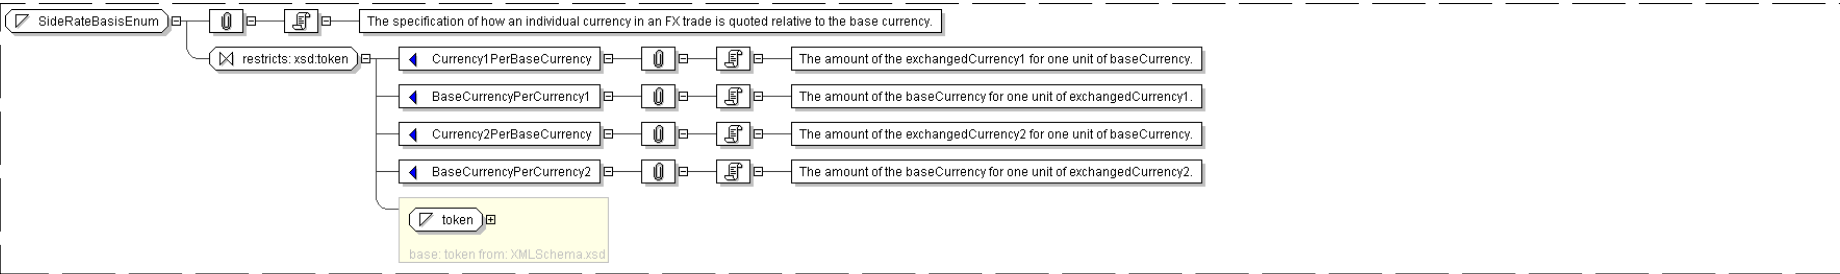 SideRateBasisEnum The specification of how an individual currency in an FX trade is quoted relative to the base currency.
restricts: xsd:token Currency1PerBaseCurrency The amount of the exchangedCurrency1 for one unit of baseCurrency.
BaseCurrencyPerCurrency1 The amount of the baseCurrency for one unit of exchangedCurrency1.
Currency2PerBaseCurrency The amount of the exchangedCurrency2 for one unit of baseCurrency.
BaseCurrencyPerCurrency2 The amount of the baseCurrency for one unit of exchangedCurrency2.
token
base: token from: XMLSchema.xsd